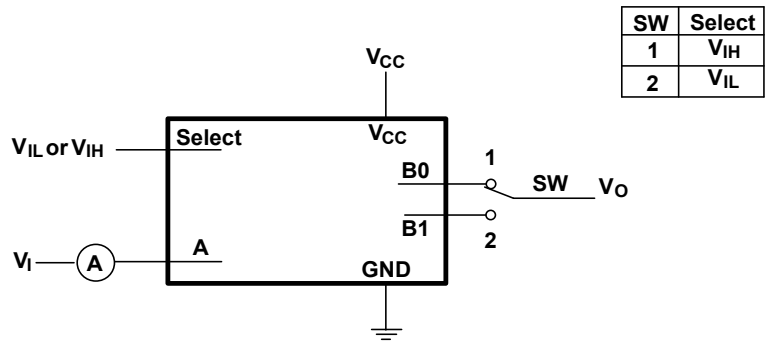 SW Select
1 VIH
2 VIL
VCC
VIL or VIH
Select
VCC
B0
1
SW
VO
B1
2
VI
A
A
GND